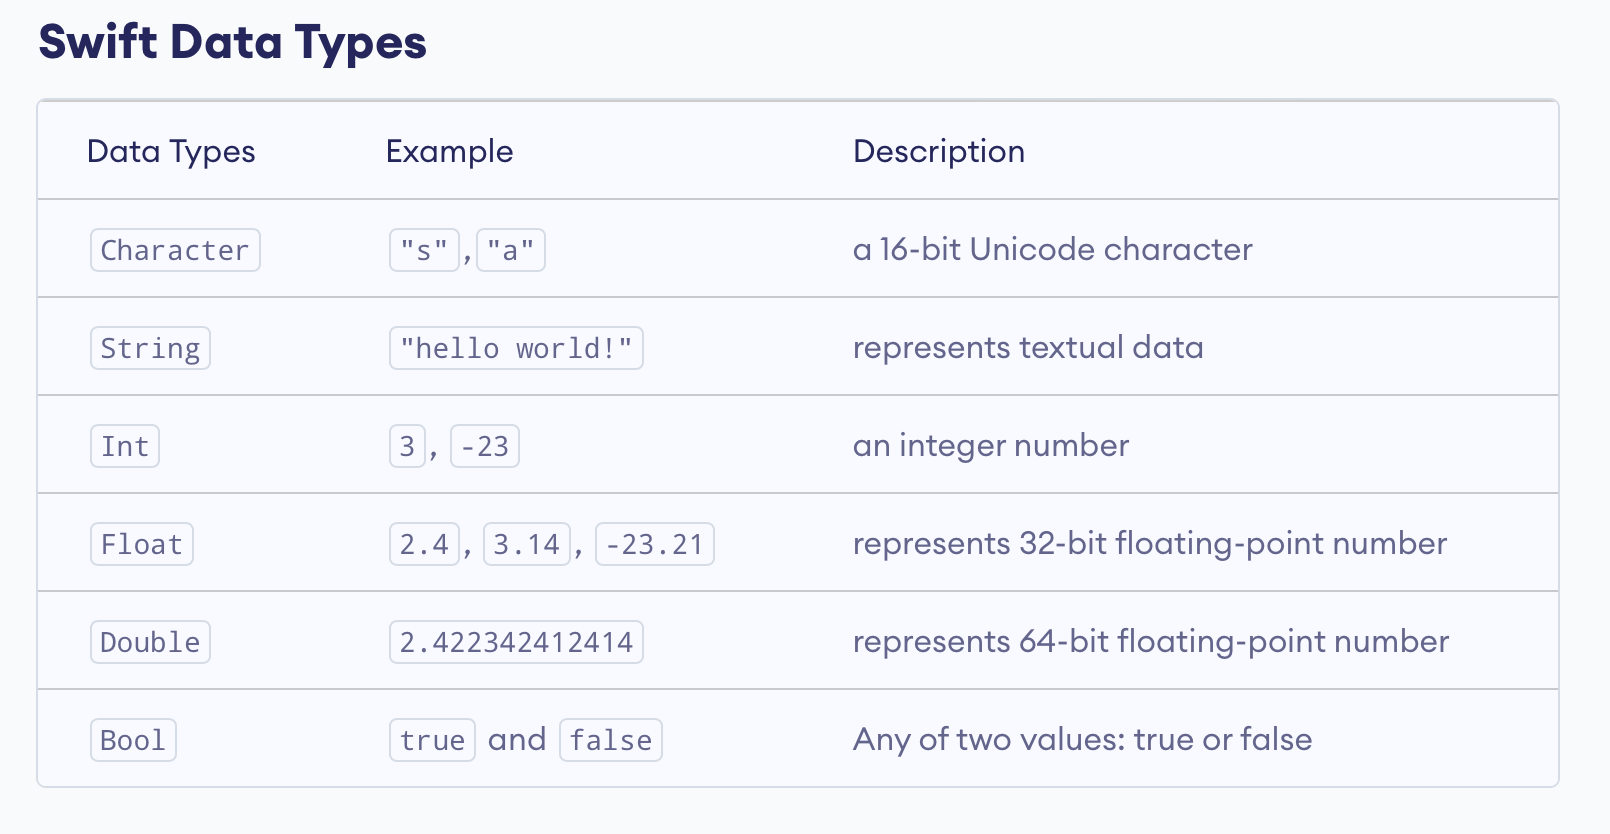 Swift Data Types
Data Types Example Description
Character "s","a" a 16-bit Unicode character
String "hello world!" represents textual data
Int 3, -23 an integer number
Float 2.4, 3.14, -23.21 represents 32-bit floating-point number
Double 2.422342412414 represents 64-bit floating-point number
Bool true and false Any of two values: true or false